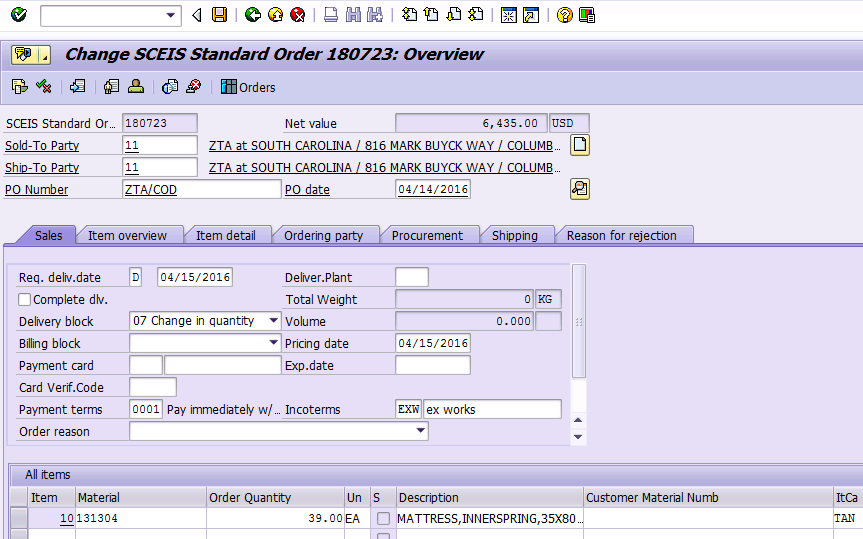 Change SCEIS Standard Order 180723: Overview
Orders
SCEIS Standard Or... 180723 Net value 6,435.00 USD
Sold-To Party 11 ZTA at SOUTH CAROLINA / 816 MARK BUYCK WAY / COLUMB...
Ship-To Party 11 ZTA at SOUTH CAROLINA / 816 MARK BUYCK WAY / COLUMB...
PO Number ZTA/COD PO date 04/14/2016
Sales Item overview Item detail Ordering party Procurement Shipping Reason for rejection
Req. deliv.date D 04/15/2016 Deliver.Plant
Complete dlv. Total Weight 0 KG
Delivery block 07 Change in quantity Volume 0.000
Billing block Pricing date 04/15/2016
Payment card Exp.date
Card Verif.Code
Payment terms 0001 Pay immediately w/... Incoterms EXW ex works
Order reason
All items
Item Material Order Quantity Un S Description Customer Material Numb ItCa
10 131304 39.00 EA MATTRESS,INNERSPRING,35X80... TAN